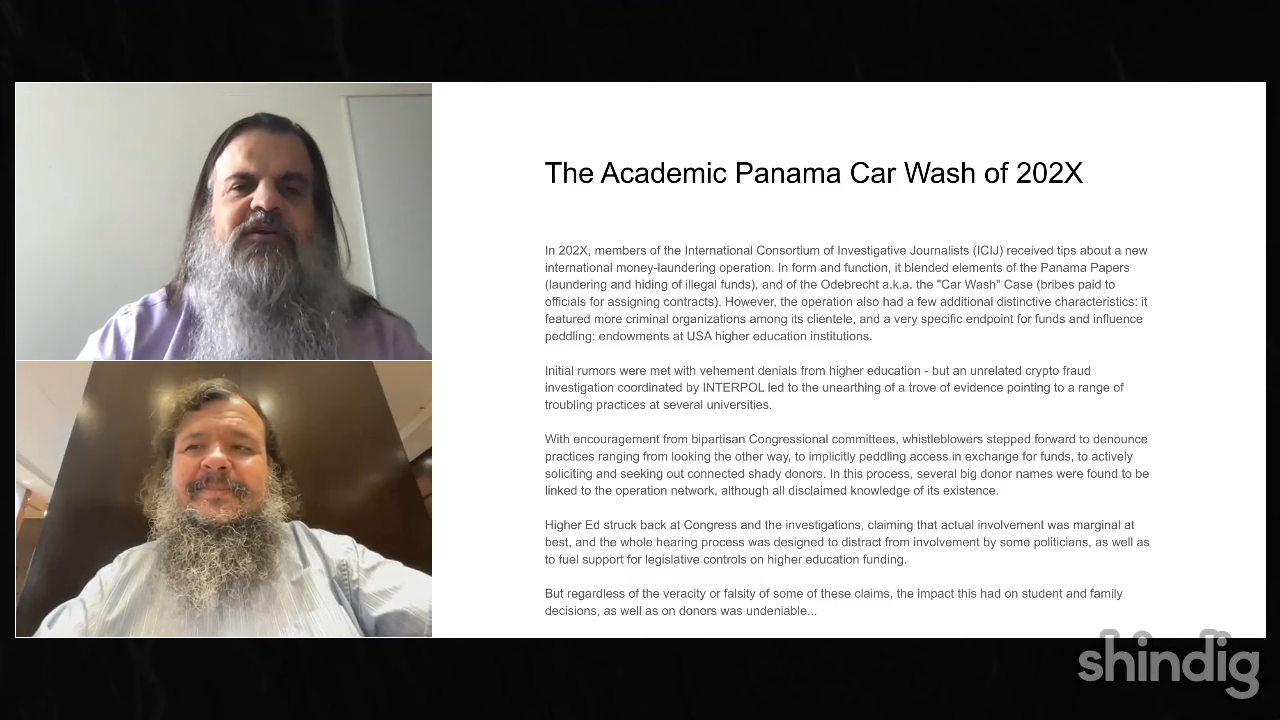 The Academic Panama Car Wash of 202X
In 202X, members of the International Consortium of Investigative Journalists (ICIJ) received tips about a new
international money-laundering operation. In form and function, it blended elements of the Panama Papers
(laundering and hiding of illegal funds), and of the Odebrecht a.k.a. the "Car Wash" Case (bribes paid to
officials for assigning contracts). However, the operation also had a few additional distinctive characteristics: it
featured more criminal organizations among its clientele, and a very specific endpoint for funds and influence
peddling: endowments at USA higher education institutions.
Initial rumors were met with vehement denials from higher education - but an unrelated crypto fraud
investigation coordinated by INTERPOL led to the unearthing of a trove of evidence pointing to a range of
troubling practices at several universities.
With encouragement from bipartisan Congressional committees, whistleblowers stepped forward to denounce
practices ranging from looking the other way, to implicitly peddling access in exchange for funds, to actively
soliciting and seeking out connected shady donors. In this process, several big donor names were found to be
linked to the operation network, although all disclaimed knowledge of its existence.
Higher Ed struck back at Congress and the investigations, claiming that actual involvement was marginal at
best, and the whole hearing process was designed to distract from involvement by some politicians, as well as
to fuel support for legislative controls on higher education funding.
But regardless of the veracity or falsity of some of these claims, the impact this had on student and family
decisions, as well as on donors was undeniable...
shindig